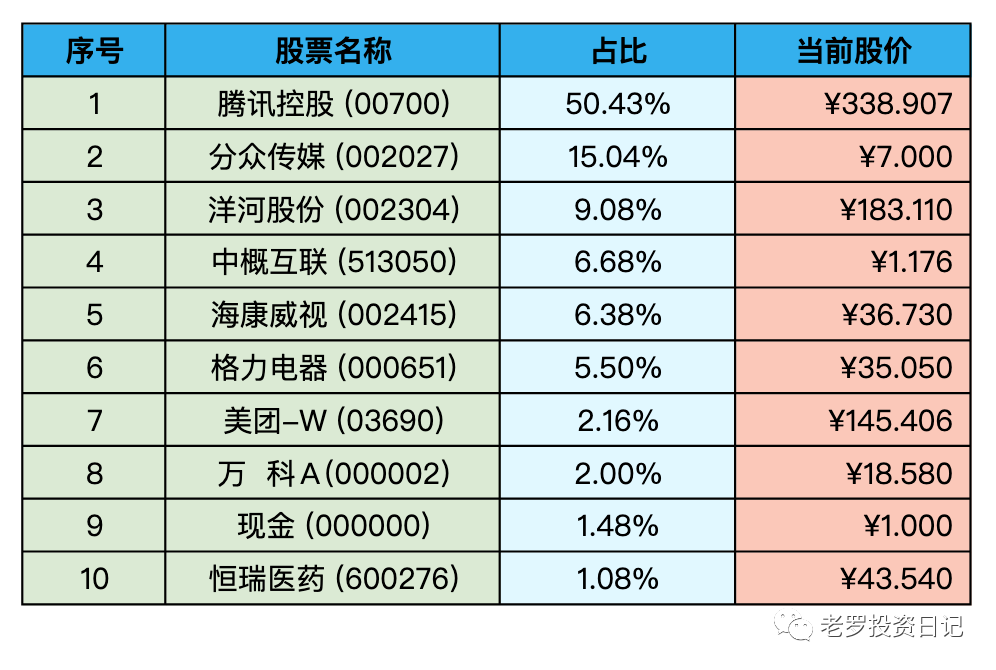 序号 股票名称 占比 当前股价
1 腾讯控股 (00700) 50.43% ¥338.907
2 分众传媒 (002027) 15.04% ¥7.000
3 洋河股份 (002304) 9.08% ¥183.110
4 中概互联 (513050) 6.68% ¥1.176
5 海康威视 (002415) 6.38% ¥36.730
6 格力电器 (000651) 5.50% ¥35.050
7 美团-W (03690) 2.16% ¥145.406
8 万 科A(000002) 2.00% ¥18.580
9 现金 (000000) 1.48% ¥1.000
10 恒瑞医药 (600276) 1.08% ¥43.540
老罗投资日记